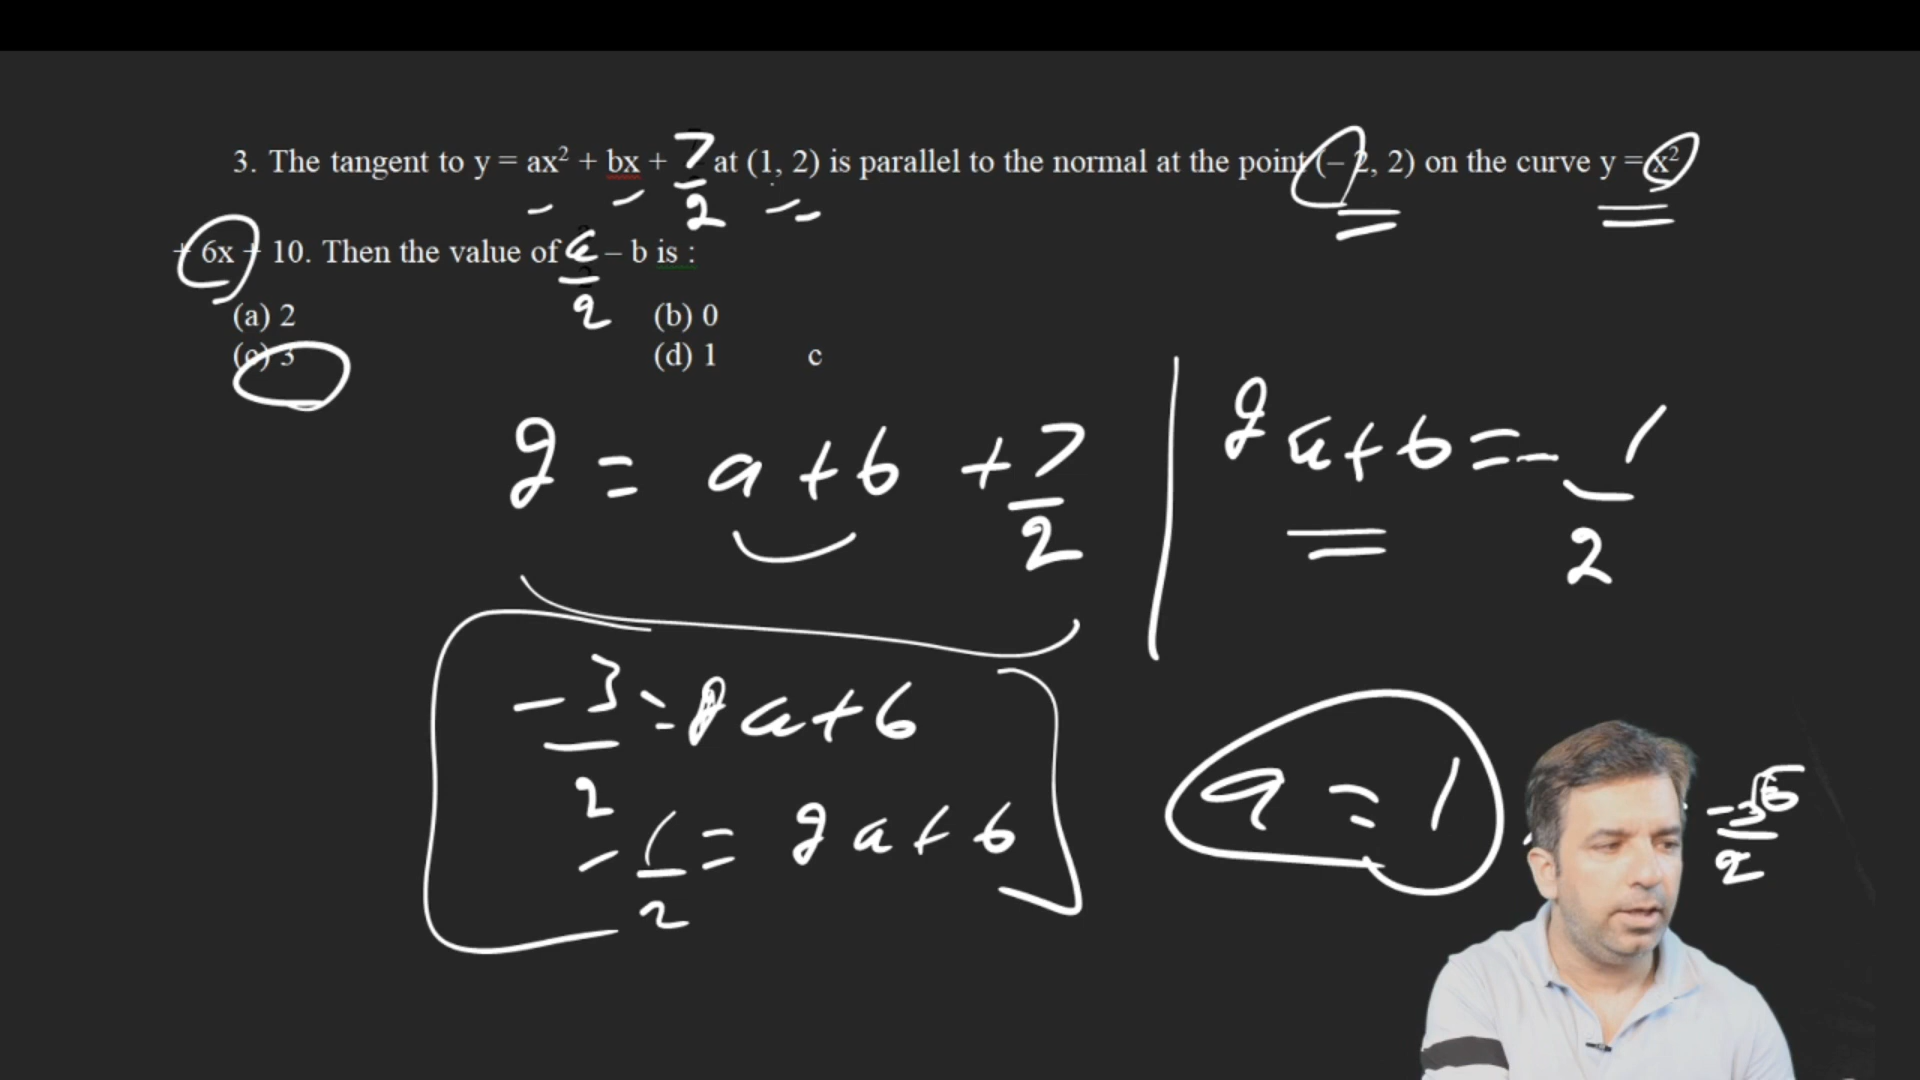 3. The tangent to y = ax² + bx + 7/2 at (1, 2) is parallel to the normal at the point (– 2, 2) on the curve y = x²
+ 6x + 10. Then the value of a/2 – b is :
(a) 2 (b) 0
(c) 3 (d) 1 c
2 = a + b + 7/2
2a + b = - 1/2
- 3/2 = a + b
- 1/2 = 2a + b
a = 1